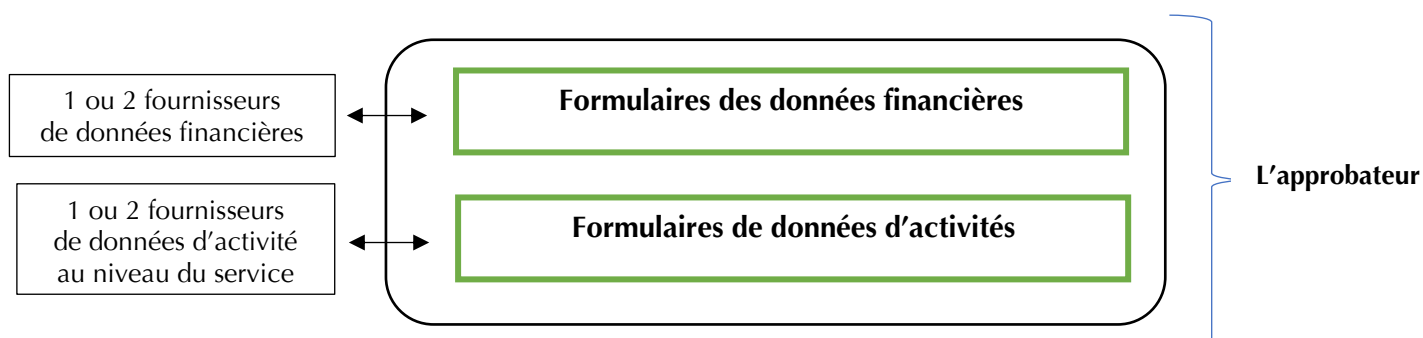 1 ou 2 fournisseurs
de données financières
Formulaires des données financières
1 ou 2 fournisseurs
de données d’activité
au niveau du service
Formulaires de données d’activités
L’approbateur